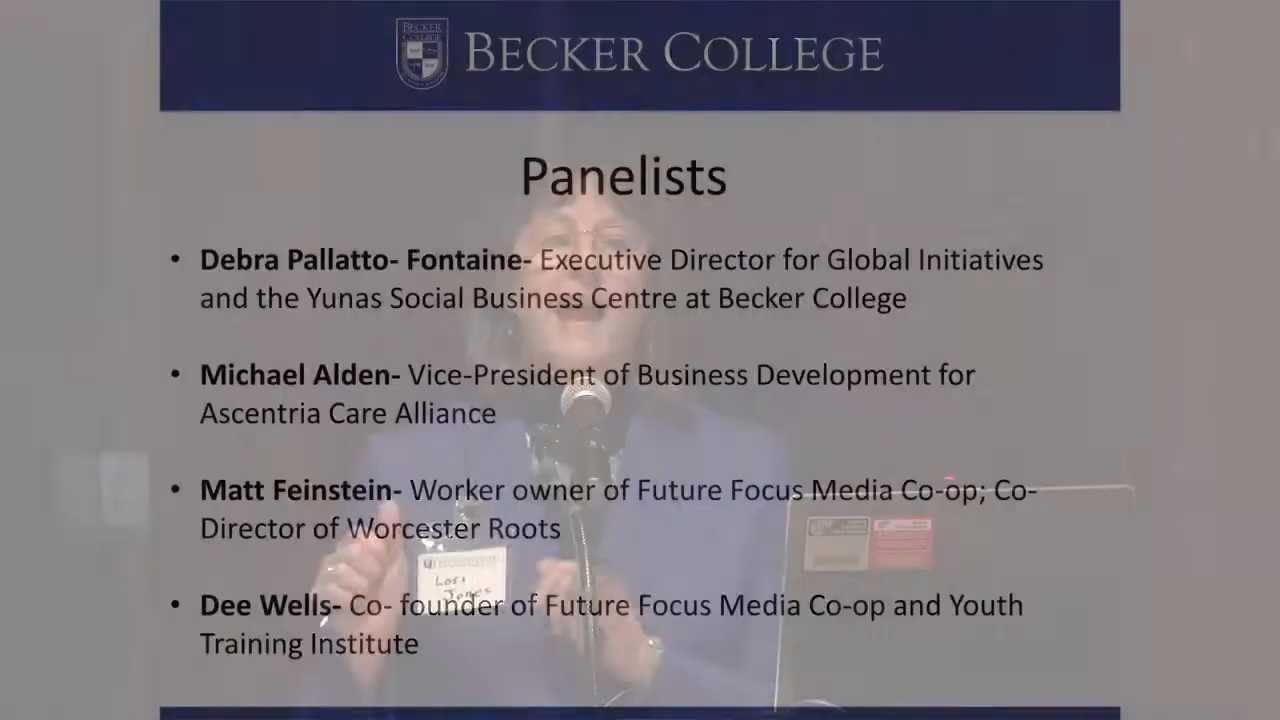 BECKER COLLEGE
BECKER COLLEGE
Panelists
• Debra Pallatto- Fontaine- Executive Director for Global Initiatives
and the Yunas Social Business Centre at Becker College
• Michael Alden- Vice-President of Business Development for
Ascentria Care Alliance
• Matt Feinstein- Worker owner of Future Focus Media Co-op; Co-
Director of Worcester Roots
• Dee Wells- Co- founder of Future Focus Media Co-op and Youth
Training Institute
Lori
Jones